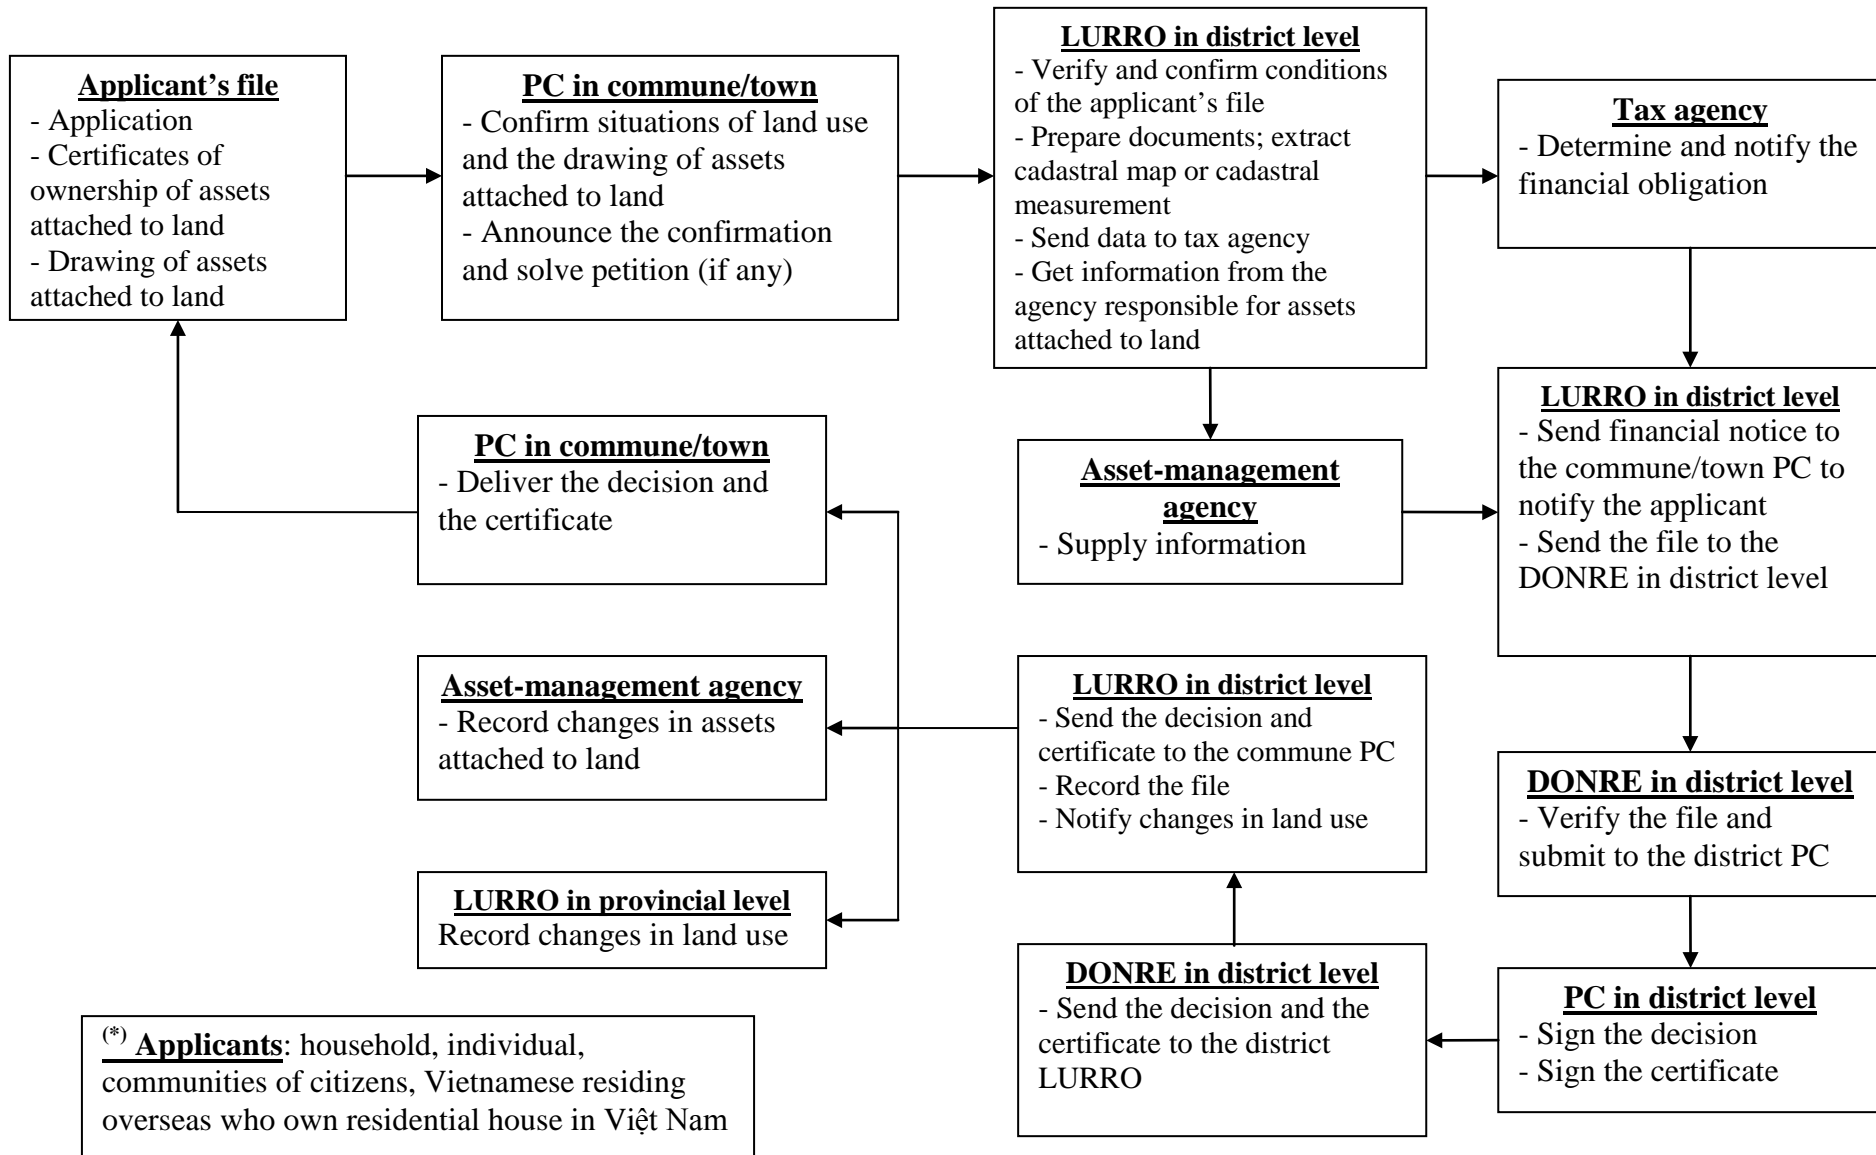 Applicant’s file
- Application
- Certificates of
ownership of assets
attached to land
- Drawing of assets
attached to land
PC in commune/town
- Confirm situations of land use
and the drawing of assets
attached to land
- Announce the confirmation
and solve petition (if any)
LURRO in district level
- Verify and confirm conditions
of the applicant’s file
- Prepare documents; extract
cadastral map or cadastral
measurement
- Send data to tax agency
- Get information from the
agency responsible for assets
attached to land
Tax agency
- Determine and notify the
financial obligation
Asset-management
agency
- Supply information
LURRO in district level
- Send financial notice to
the commune/town PC to
notify the applicant
- Send the file to the
DONRE in district level
DONRE in district level
- Verify the file and
submit to the district PC
PC in district level
- Sign the decision
- Sign the certificate
DONRE in district level
- Send the decision and the
certificate to the district
LURRO
LURRO in district level
- Send the decision and
certificate to the commune PC
- Record the file
- Notify changes in land use
PC in commune/town
- Deliver the decision and
the certificate
Asset-management agency
- Record changes in assets
attached to land
LURRO in provincial level
Record changes in land use
(*) Applicants: household, individual,
communities of citizens, Vietnamese residing
overseas who own residential house in Việt Nam